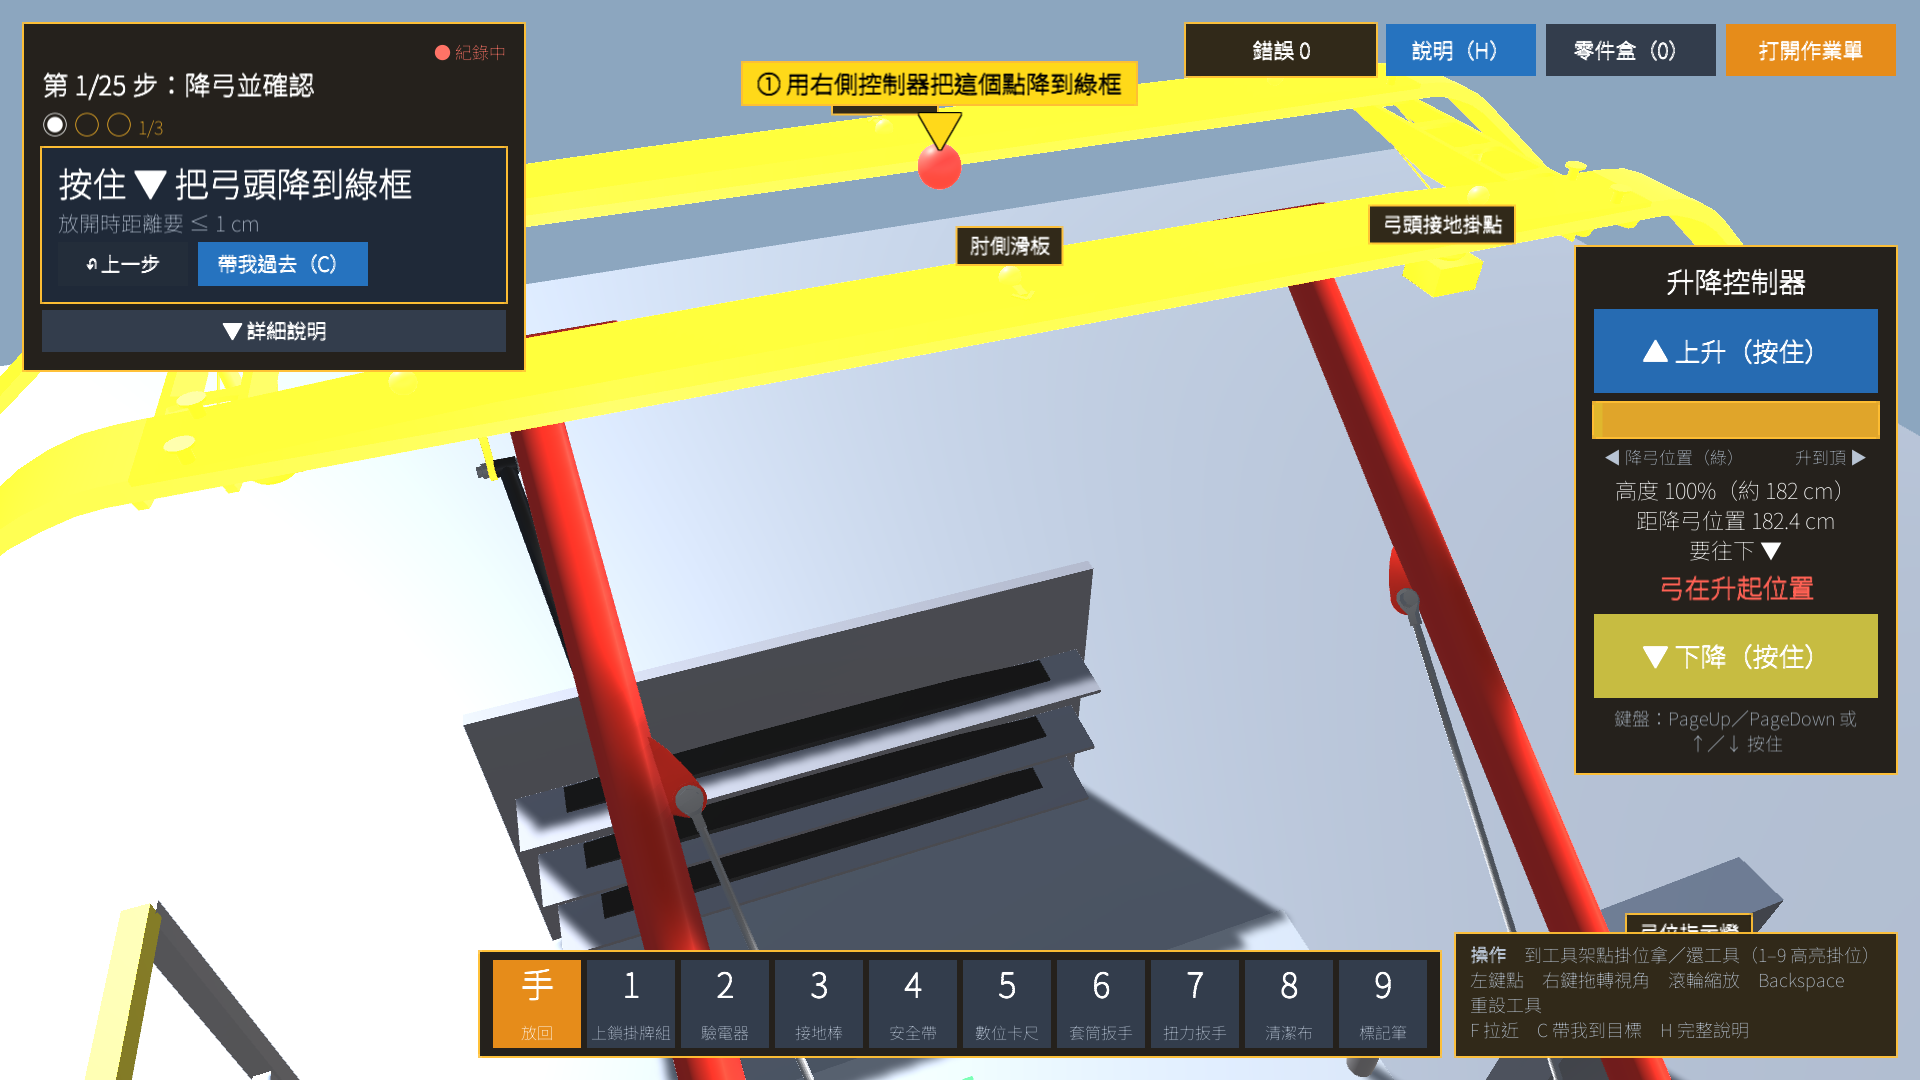 紀錄中
第 1/25 步：降弓並確認
1/3
按住 ▼ 把弓頭降到綠框
放開時距離要 ≤ 1 cm
↶ 上一步
帶我過去（C）
▼ 詳細說明
① 用右側控制器把這個點降到綠框
肘側滑板
弓頭接地掛點
錯誤 0
說明（H）
零件盒（0）
打開作業單
升降控制器
▲ 上升（按住）
◀ 降弓位置（綠）
升到頂 ▶
高度 100%（約 182 cm）
距降弓位置 182.4 cm
要往下 ▼
弓在升起位置
▼ 下降（按住）
鍵盤：PageUp／PageDown 或
↑／↓ 按住
手
放回
1
上鎖掛牌組
2
驗電器
3
接地棒
4
安全帶
5
數位卡尺
6
套筒扳手
7
扭力扳手
8
清潔布
9
標記筆
操作 到工具架點掛位拿／還工具（1–9 高亮掛位）
左鍵點 右鍵拖轉視角 滾輪縮放 Backspace
重設工具
F 拉近 C 帶我到目標 H 完整說明